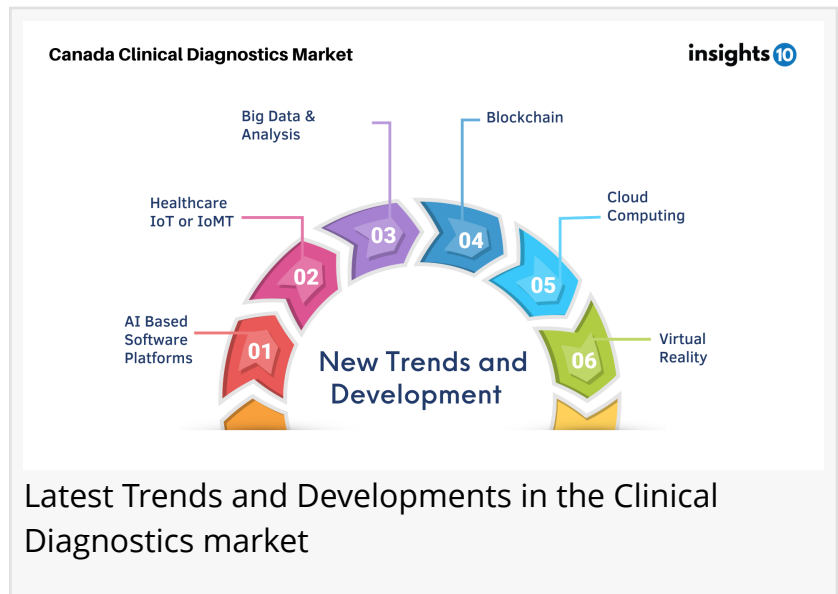 Canada Clinical Diagnostics Market
insights 10
Big Data &
Analysis
Blockchain
Healthcare
IoT or IoMT
Cloud
Computing
AI Based
Software
Platforms
Virtual
Reality
01
02
03
04
05
06
New Trends and
Development
Latest Trends and Developments in the Clinical
Diagnostics market